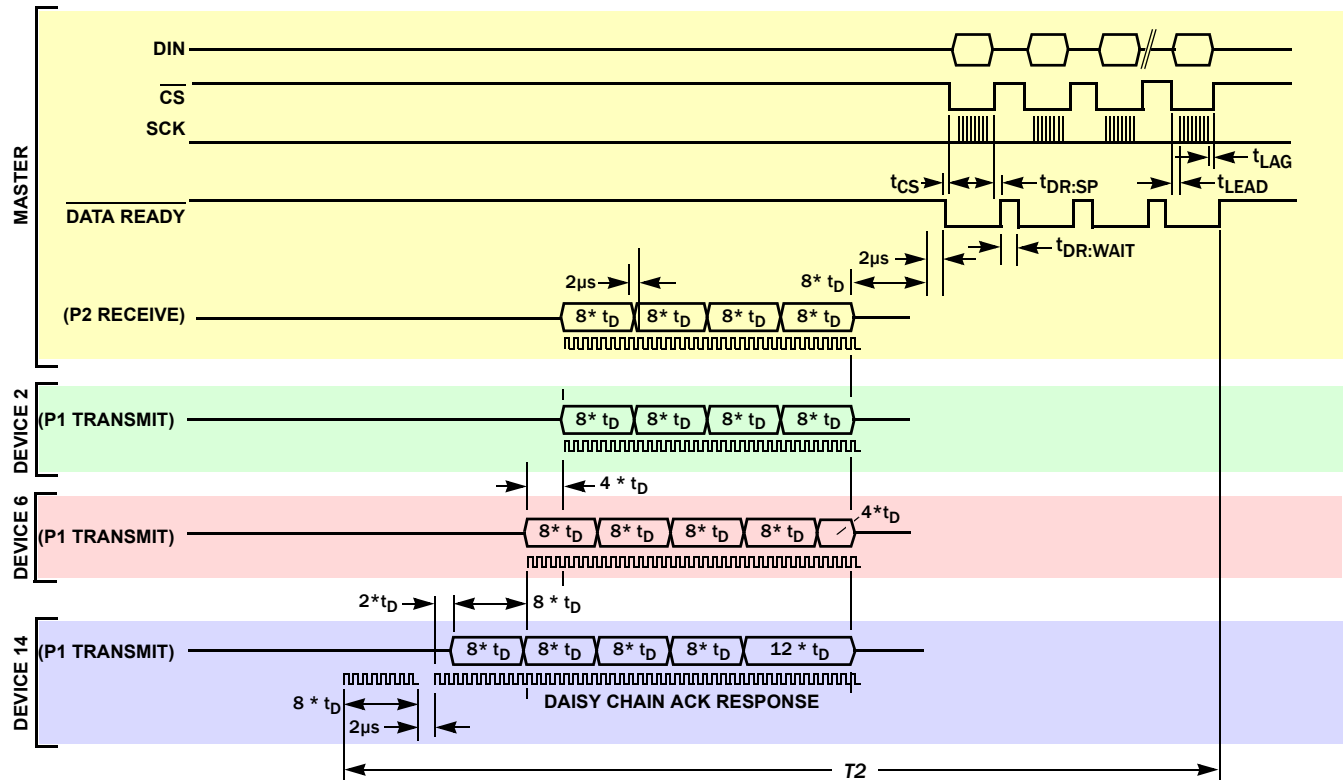 MASTER
DIN
CS
SCK
tLAG
tCS
tDR:SP
tLEAD
DATA READY
tDR:WAIT
2µs
2µs
8* tD
(P2 RECEIVE)
8* tD
8* tD
8* tD
8* tD
DEVICE 2
(P1 TRANSMIT)
8* tD
8* tD
8* tD
8* tD
4 * tD
DEVICE 6
(P1 TRANSMIT)
8* tD
8* tD
8* tD
8* tD
4*tD
2*tD
8 * tD
DEVICE 14
(P1 TRANSMIT)
8* tD
8* tD
8* tD
8* tD
12 * tD
8 * tD
DAISY CHAIN ACK RESPONSE
2µs
T2